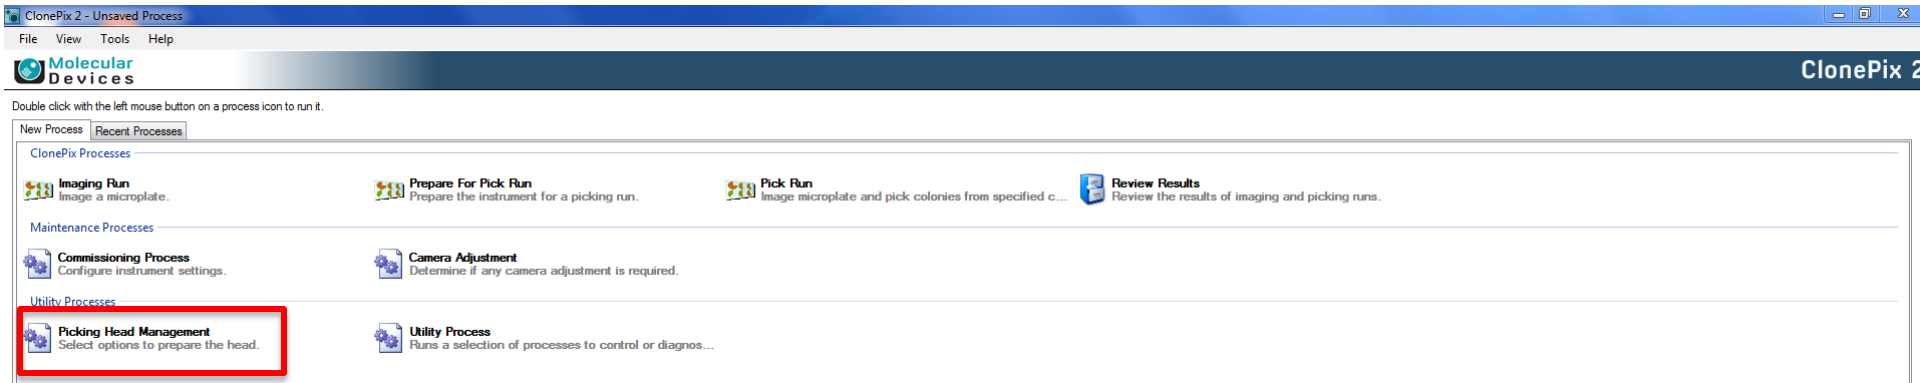 ClonePix 2 - Unsaved Process
File View Tools Help
Molecular
Devices
ClonePix 2
Double click with the left mouse button on a process icon to run it.
New Process Recent Processes
ClonePix Processes
Imaging Run
Image a microplate.
Prepare For Pick Run
Prepare the instrument for a picking run.
Pick Run
Image microplate and pick colonies from specified c...
Review Results
Review the results of imaging and picking runs.
Maintenance Processes
Commissioning Process
Configure instrument settings.
Camera Adjustment
Determine if any camera adjustment is required.
Utility Processes
Picking Head Management
Select options to prepare the head.
Utility Process
Runs a selection of processes to control or diagnos...